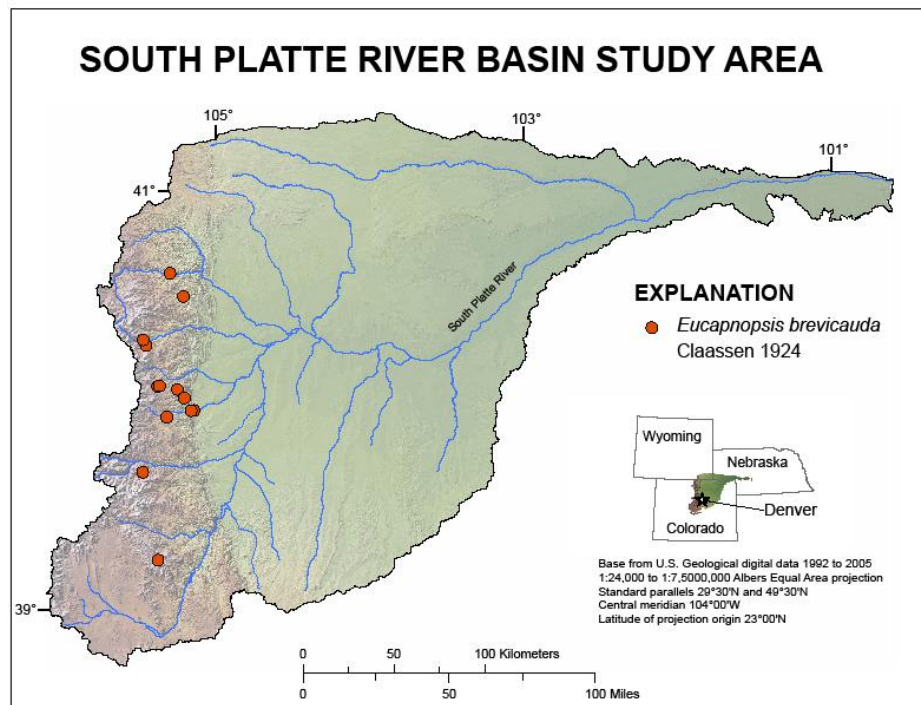 SOUTH PLATTE RIVER BASIN STUDY AREA
105°
103°
101°
41°
South Platte River
EXPLANATION
Eucapnopsis brevicauda
Claassen 1924
Wyoming
Nebraska
Denver
Colorado
Base from U.S. Geological digital data 1992 to 2005
1:24,000 to 1:7,5000,000 Albers Equal Area projection
Standard parallels 29°30'N and 49°30'N
Central meridian 104°00'W
Latitude of projection origin 23°00'N
39°
0 50 100 Kilometers
0 50 100 Miles